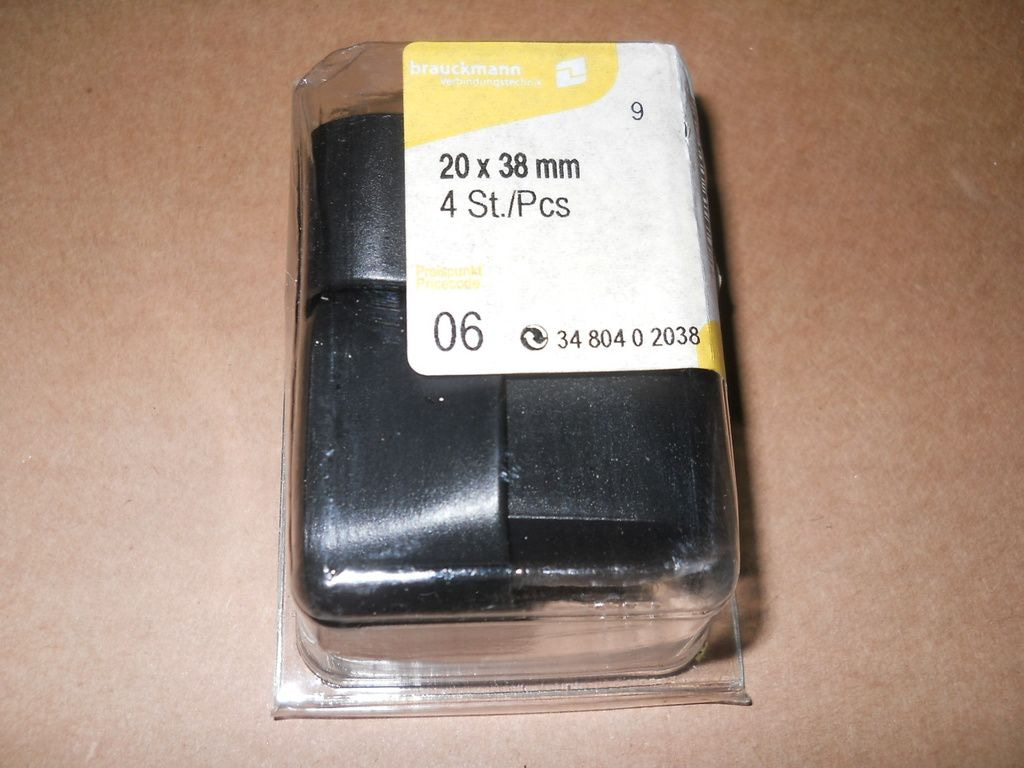 brauckmann
verbindungstechnik
9
20 x 38 mm
4 St./Pcs
Preispunkt
Pricecode
06 34 804 0 2038